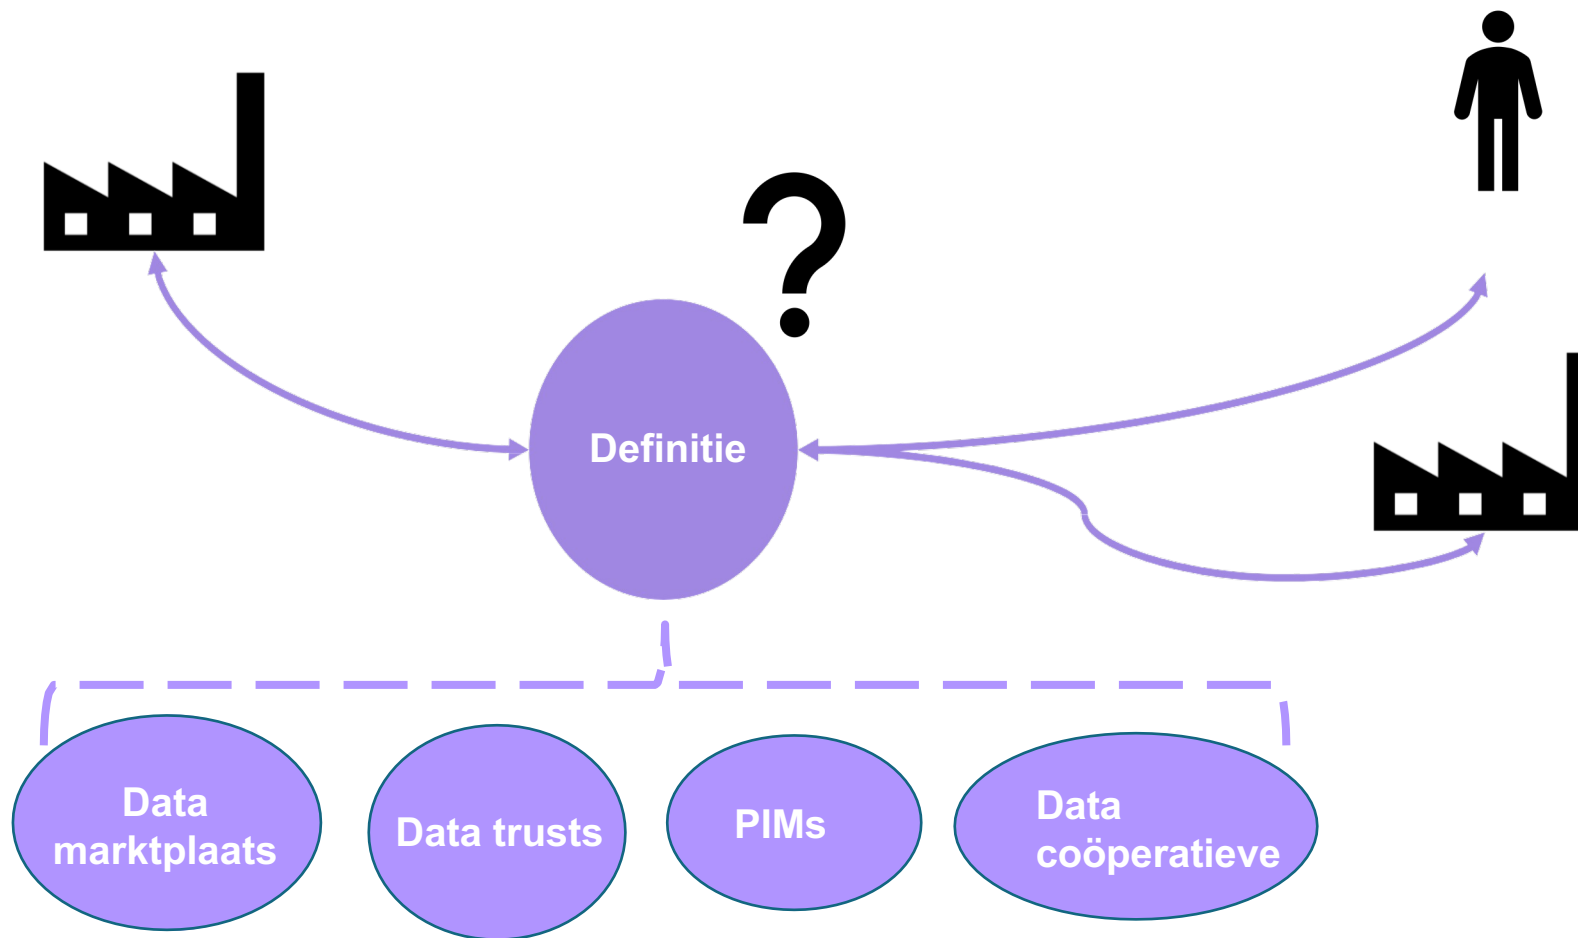 ?
Definitie
Data
marktplaats
Data trusts
PIMs
Data
coöperatieve